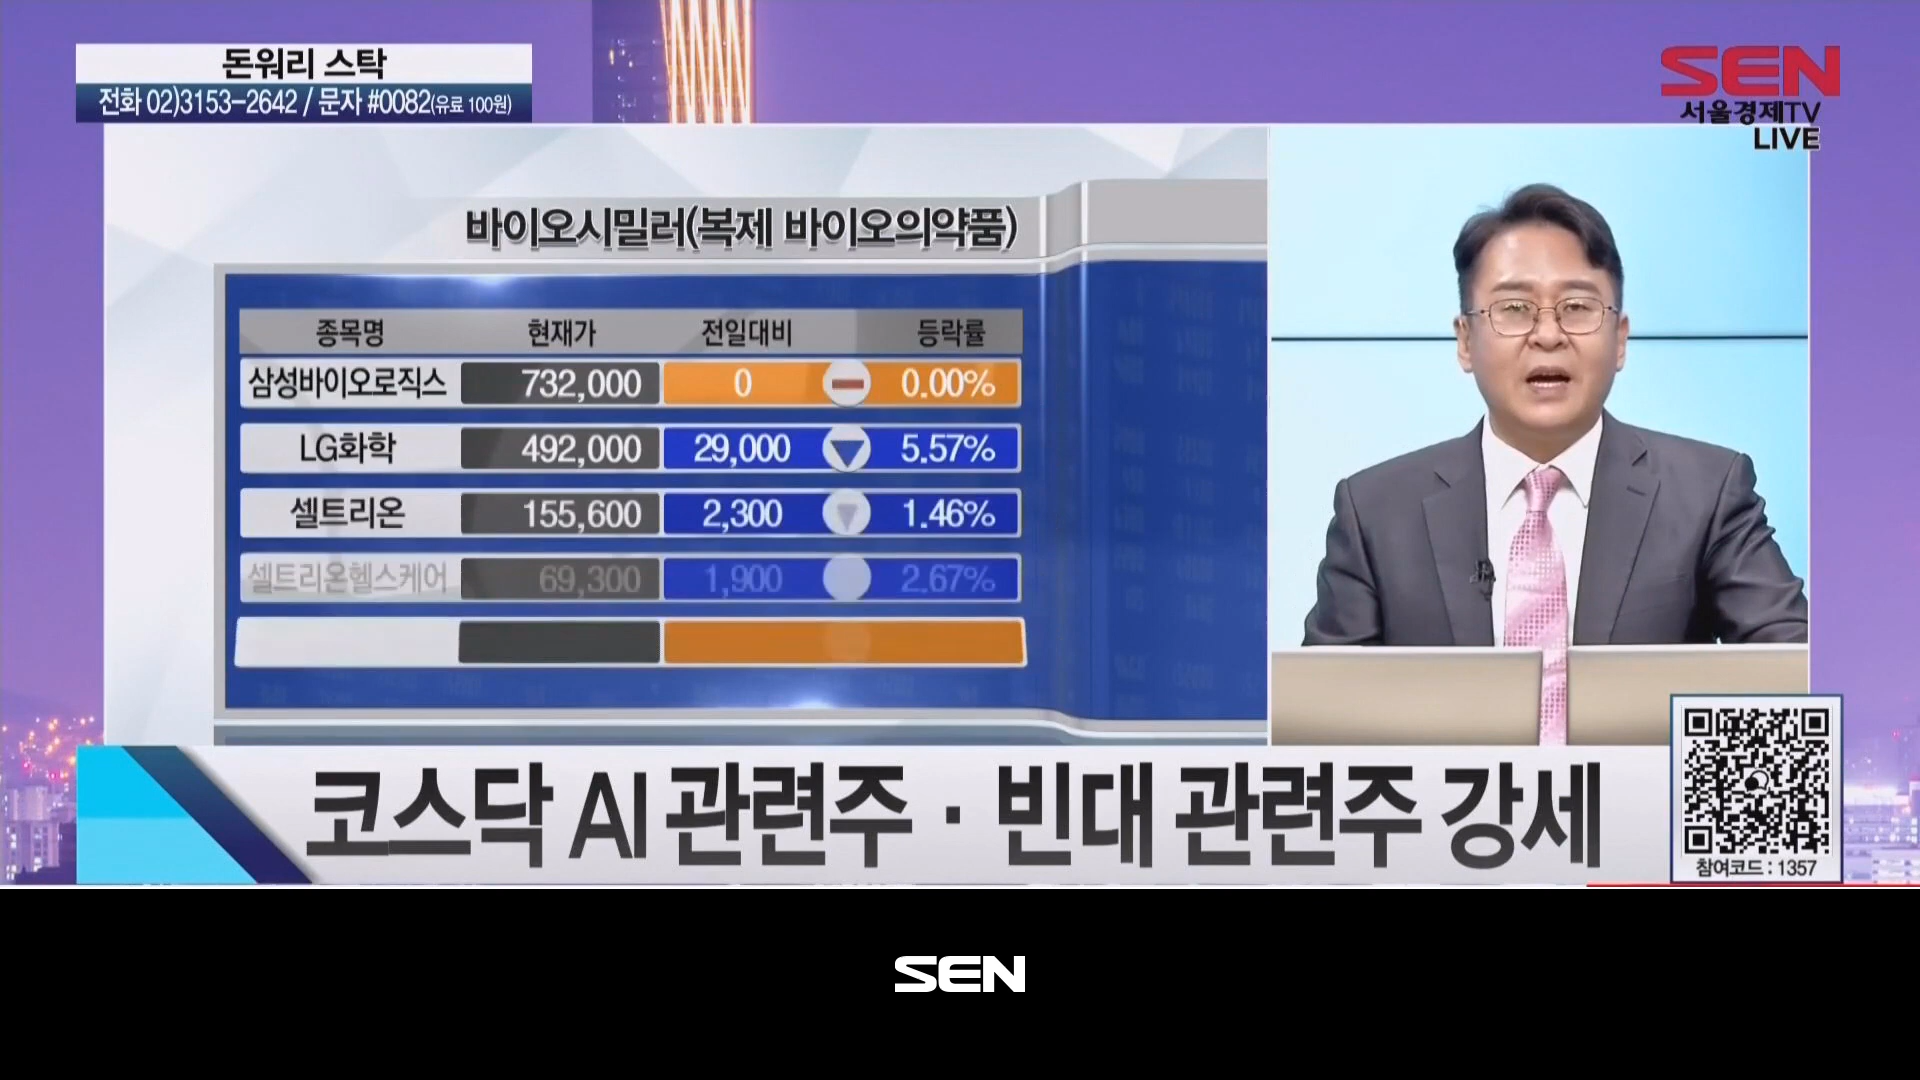 돈워리 스탁
전화 02)3153-2642 / 문자 #0082(유료 100원)
SEN
서울경제TV
LIVE
바이오시밀러(복제 바이오의약품)
종목명 현재가 전일대비 등락률
삼성바이오로직스 732,000 0 0.00%
LG화학 492,000 29,000 5.57%
셀트리온 155,600 2,300 1.46%
셀트리온헬스케어 69,300 1,900 2.67%
코스닥 AI 관련주 · 빈대 관련주 강세
참여코드 : 1357
SEN